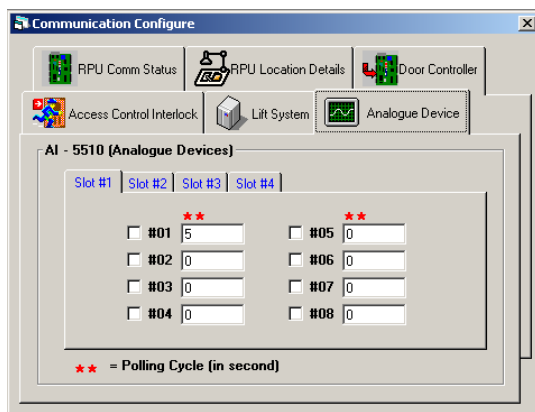 Communication Configure
RPU Comm Status
RPU Location Details
Door Controller
Access Control Interlock
Lift System
Analogue Device
AI - 5510 (Analogue Devices)
Slot #1
Slot #2
Slot #3
Slot #4
** **
#01 5 #05 0
#02 0 #06 0
#03 0 #07 0
#04 0 #08 0
** = Polling Cycle (in second)